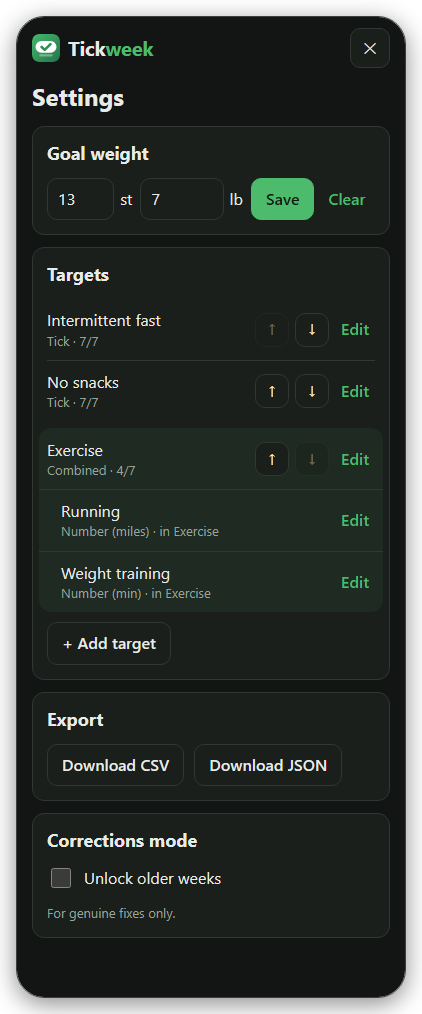 Tickweek
Settings
Goal weight
13 st 7 lb Save Clear
Targets
Intermittent fast
Tick · 7/7
↑ ↓ Edit
No snacks
Tick · 7/7
↑ ↓ Edit
Exercise
Combined · 4/7
↑ ↓ Edit
Running
Number (miles) · in Exercise
Edit
Weight training
Number (min) · in Exercise
Edit
+ Add target
Export
Download CSV Download JSON
Corrections mode
Unlock older weeks
For genuine fixes only.